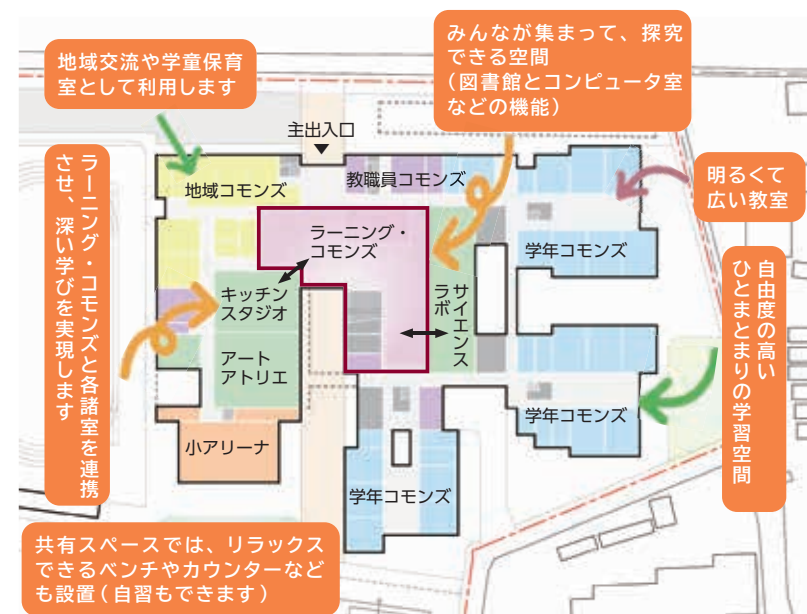 地域交流や学童保育
室として利用します
みんなが集まって、探究
できる空間
(図書館とコンピュータ室
などの機能)
主出入口
ラーニング・コモンズと各諸室を連携
させ、深い学びを実現します
地域コモンズ
教職員コモンズ
明るくて
広い教室
ラーニング・
コモンズ
学年コモンズ
キッチン
スタジオ
サイエンス
ラボ
自由度の高い
ひとまとまりの学習空間
アート
アトリエ
学年コモンズ
小アリーナ
学年コモンズ
共有スペースでは、リラックス
できるベンチやカウンターなど
も設置(自習もできます)